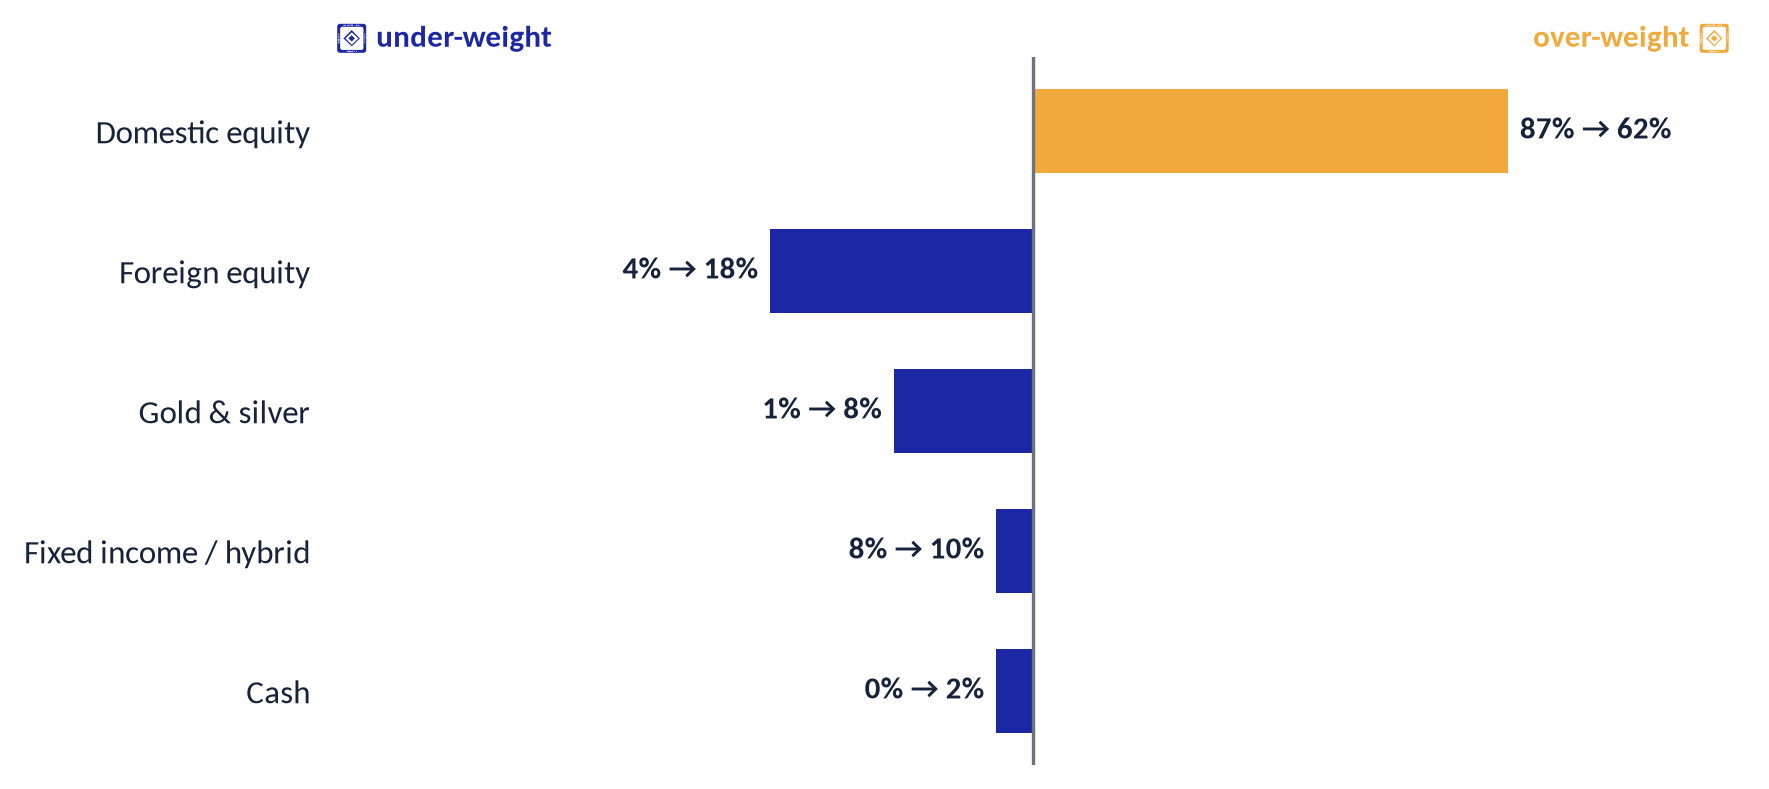 under-weight
over-weight
Domestic equity
87% → 62%
Foreign equity
4% → 18%
Gold & silver
1% → 8%
Fixed income / hybrid
8% → 10%
Cash
0% → 2%